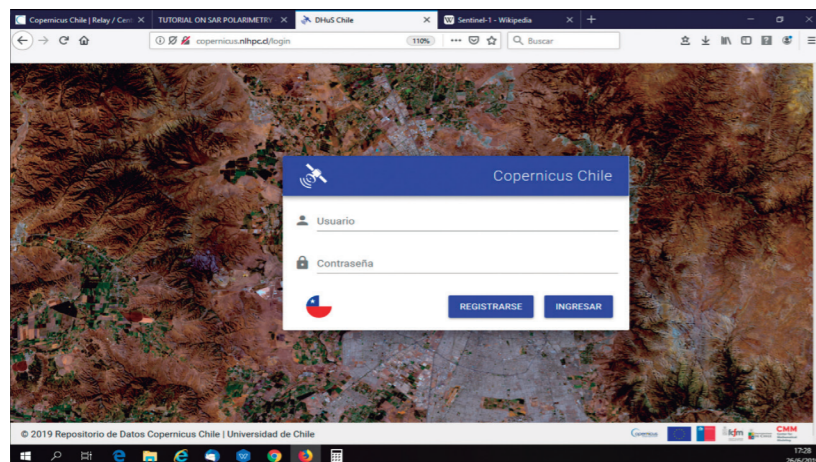 Copernicus Chile | Relay / Cent
TUTORIAL ON SAR POLARIMETRY
DHuS Chile
Sentinel-1 - Wikipedia
copernicus.nlhpc.cl/login
110%
Buscar
Copernicus Chile
Usuario
Contraseña
REGISTRARSE
INGRESAR
© 2019 Repositorio de Datos Copernicus Chile | Universidad de Chile
CMM
17:28